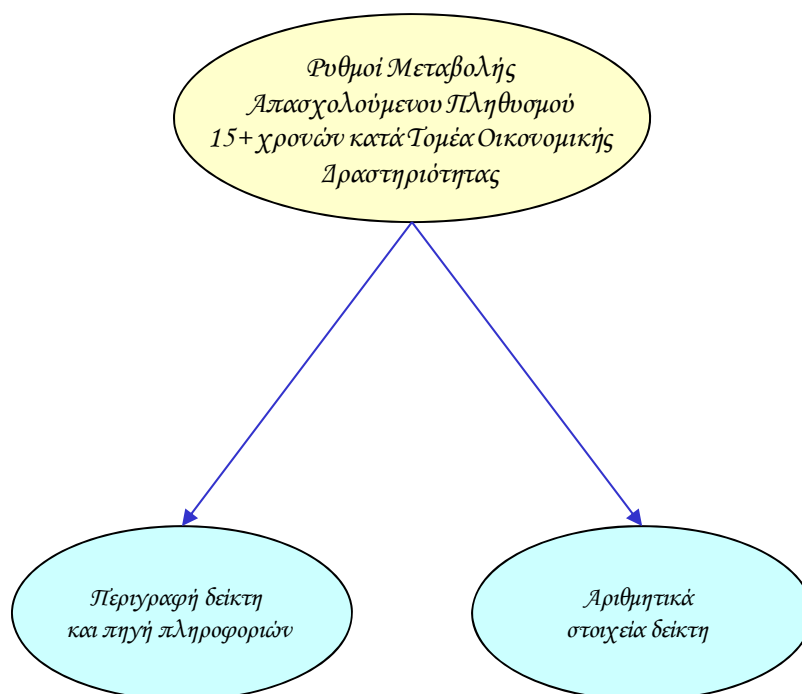 Ρυθμοί Μεταβολής
Απασχολούμενου Πληθυσμού
15+ χρονών κατά Τομέα Οικονομικής
Δραστηριότητας
Περιγραφή δείκτη
και πηγή πληροφοριών
Αριθμητικά
στοιχεία δείκτη